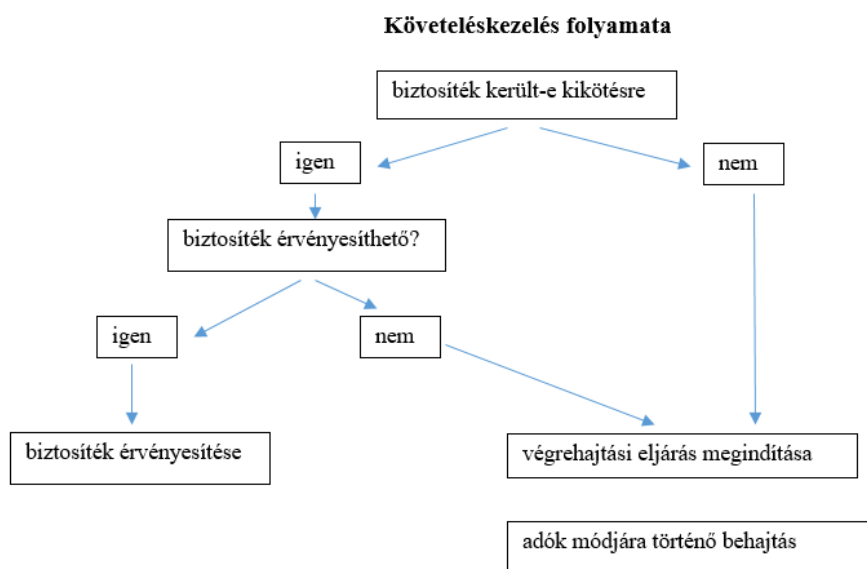 Követeléskezelés folyamata
biztosíték került-e kikötésre
igen
nem
biztosíték érvényesíthető?
igen
nem
biztosíték érvényesítése
végrehajtási eljárás megindítása
adók módjára történő behajtás